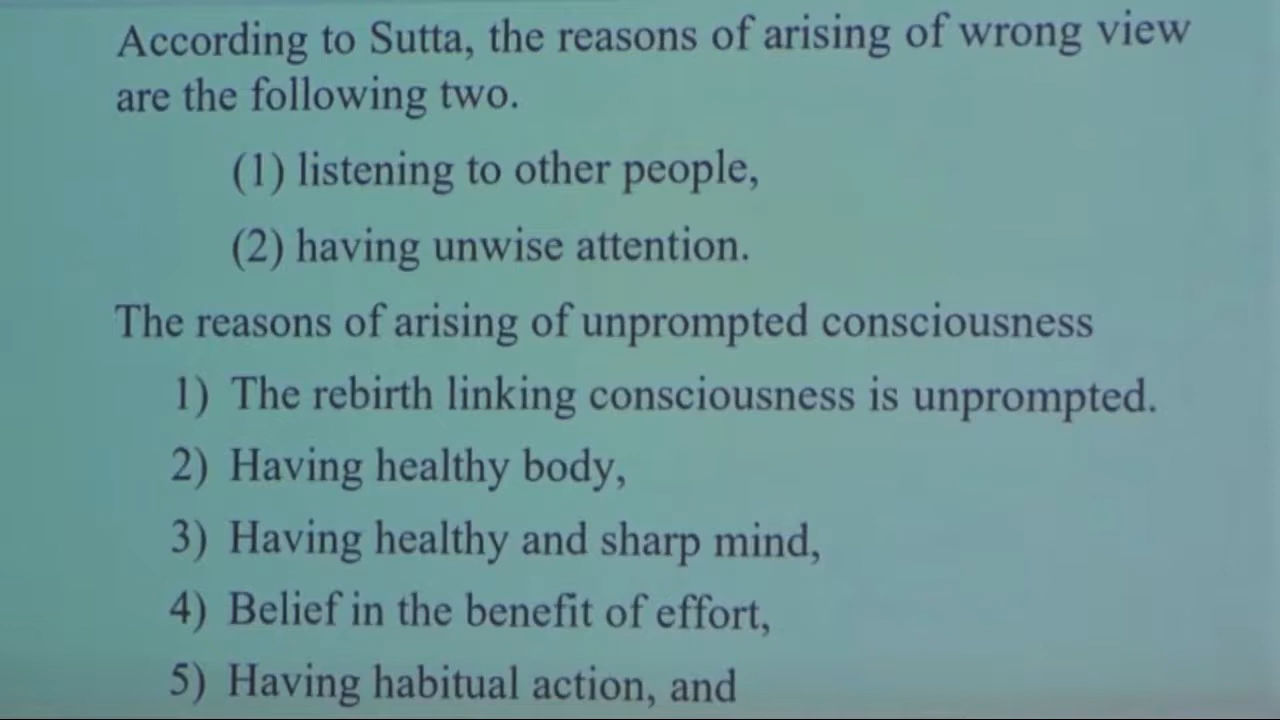 According to Sutta, the reasons of arising of wrong view
are the following two.
(1) listening to other people,
(2) having unwise attention.
The reasons of arising of unprompted consciousness
1) The rebirth linking consciousness is unprompted.
2) Having healthy body,
3) Having healthy and sharp mind,
4) Belief in the benefit of effort,
5) Having habitual action, and